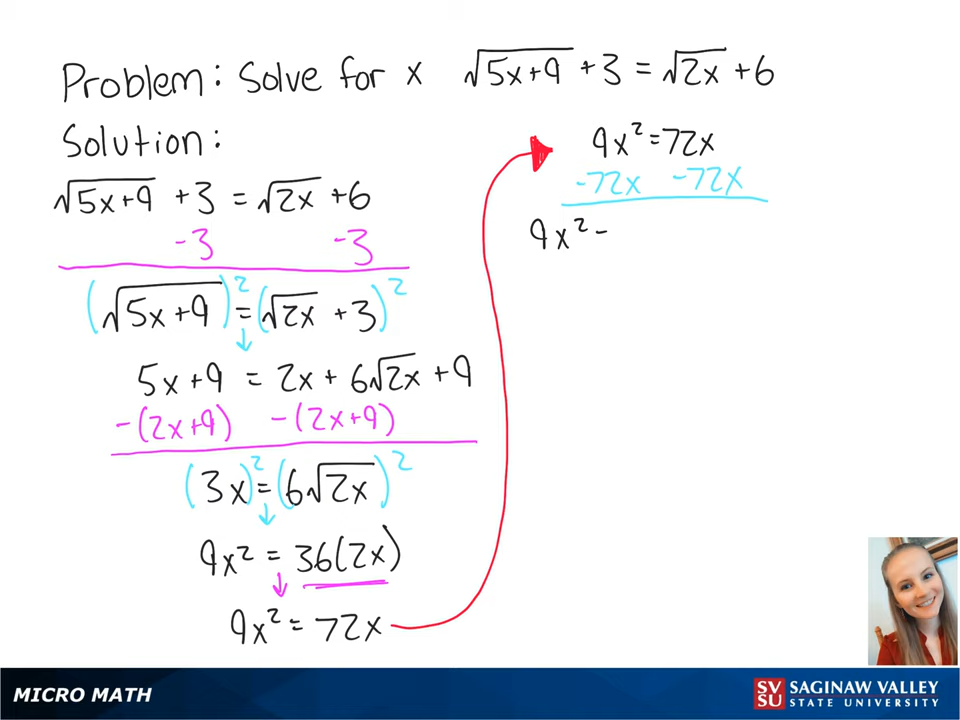 Problem: Solve for x √(5x+9) + 3 = √(2x) + 6
Solution:
√(5x+9) + 3 = √(2x) + 6
-3 -3
(√(5x+9))² = (√(2x) + 3)²
↓
5x+9 = 2x + 6√(2x) + 9
-(2x+9) -(2x+9)
(3x)² = (6√(2x))²
↓
9x² = 36(2x)
↓
9x² = 72x
9x² = 72x
-72x -72x
9x² -
MICRO MATH
SV
SU
SAGINAW VALLEY
STATE UNIVERSITY